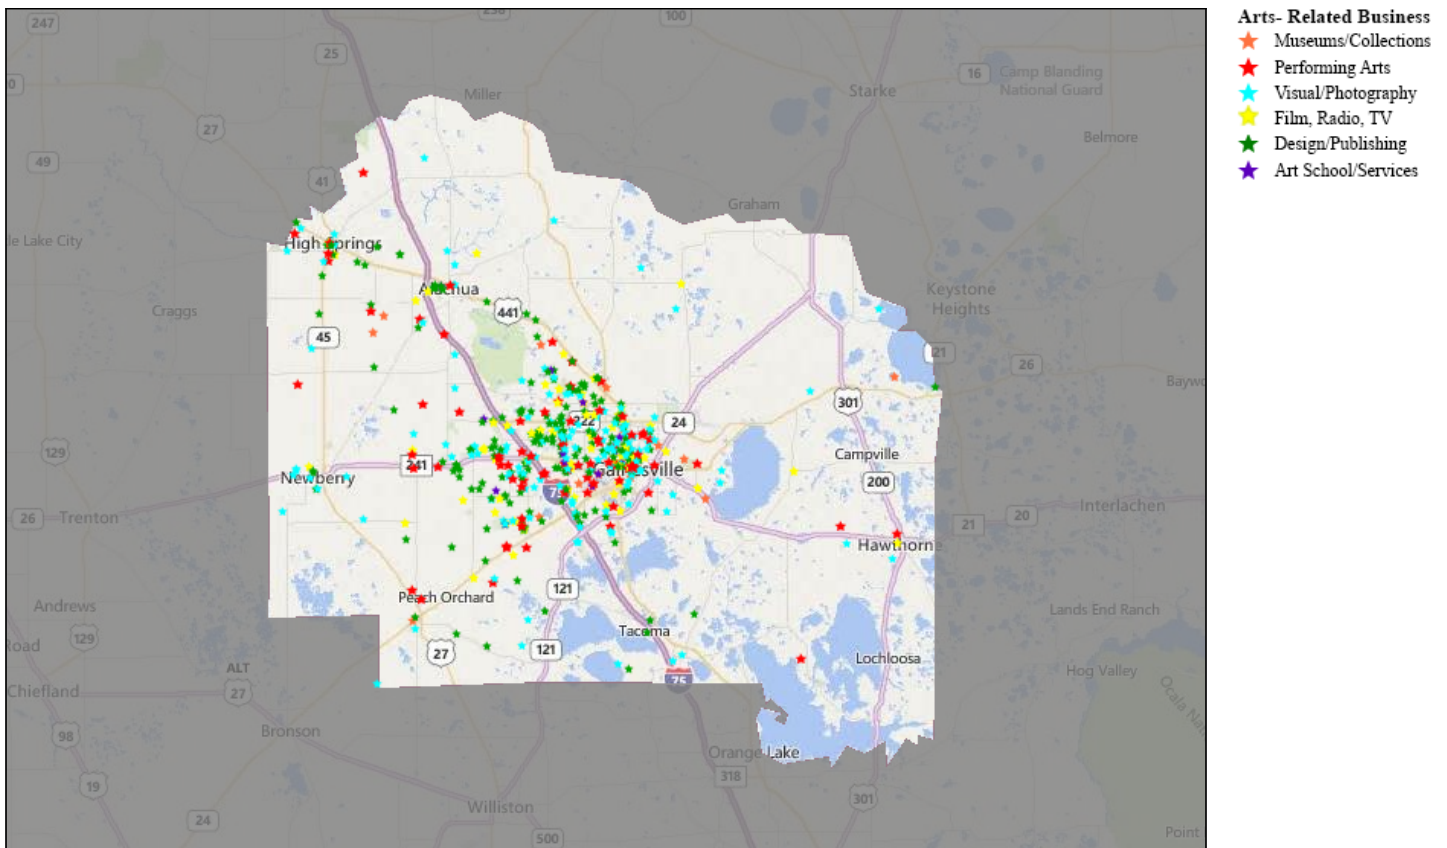 Arts- Related Business
Museums/Collections
Performing Arts
Visual/Photography
Film, Radio, TV
Design/Publishing
Art School/Services
247
100
25
16
Camp Blanding
National Guard
Starke
Miller
27
Belmore
49
41
Graham
le Lake City
High Springs
Alachua
Keystone
Heights
Craggs
441
45
21
26
301
222
24
129
Campville
241
Gainesville
Newberry
200
75
Interlachen
26
Trenton
20
21
Hawthorne
121
Andrews
Peach Orchard
Lands End Ranch
129
Road
Tacoma
27
121
Lochloosa
ALT
Hog Valley
75
Chiefland
27
98
Bronson
Orange Lake
318
19
301
Williston
24
500
Point